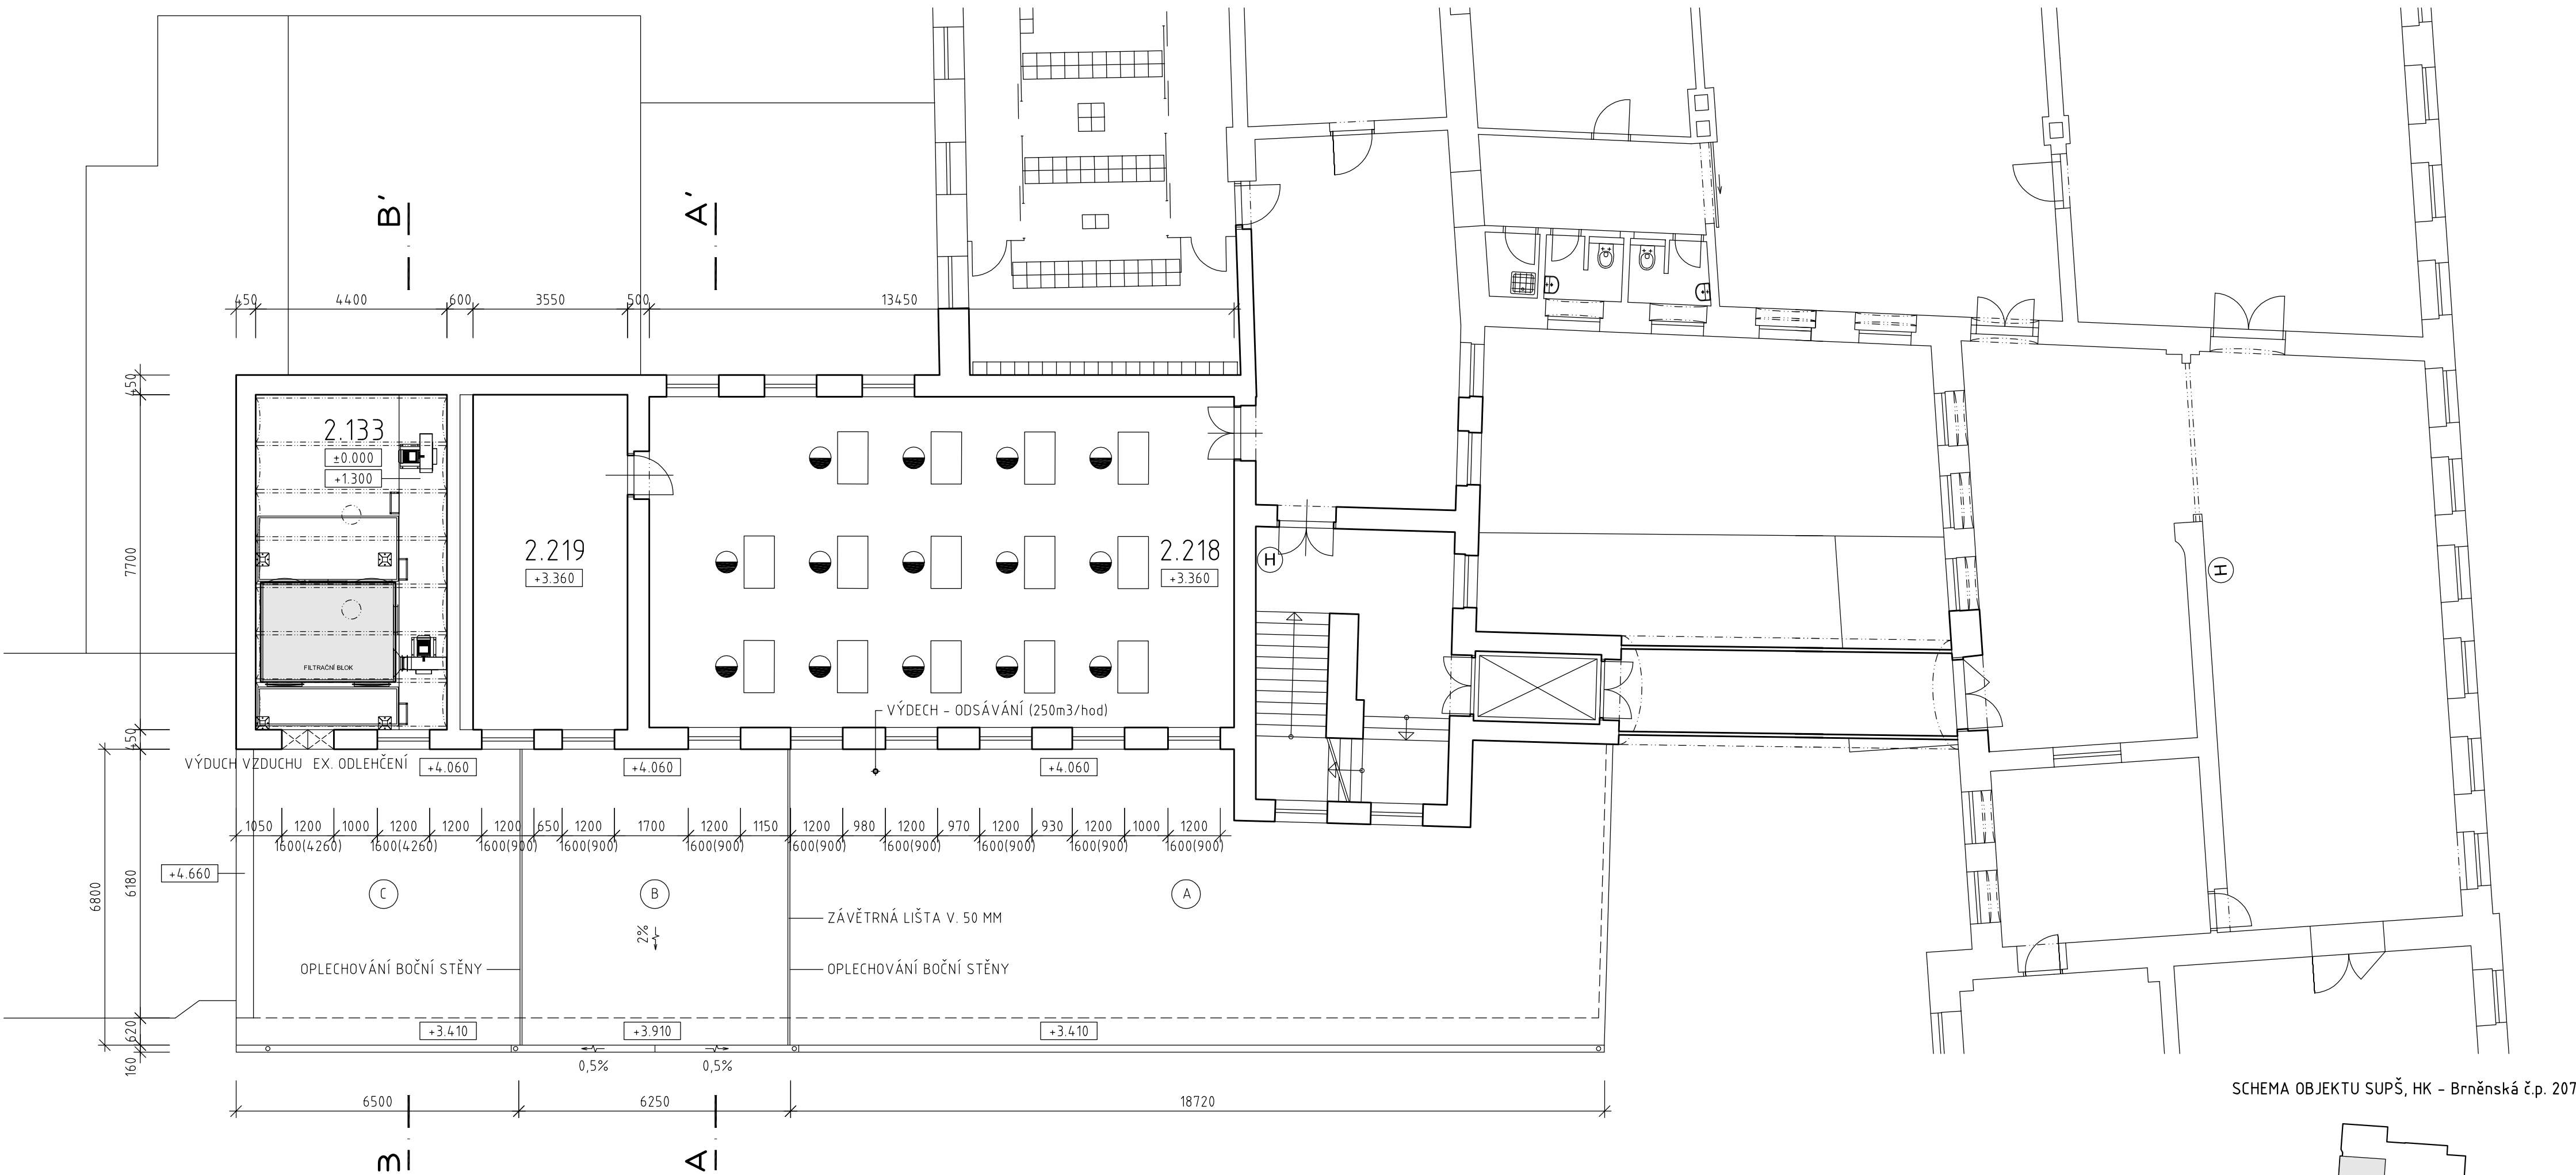 B' A'
450 4400 600 3550 500 13450
450
7700
450
6180
6800
620
160
2.133
±0.000
+1.300
2.219
+3.360
2.218
+3.360
H
H
FILTRAČNÍ BLOK
VÝDECH - ODSÁVÁNÍ (250m3/hod)
VÝDUCH VZDUCHU EX. ODLEHČENÍ
+4.060 +4.060 +4.060
1050 1200 1000 1200 1200 1200 650 1200 1700 1200 1150 1200 980 1200 970 1200 930 1200 1000 1200
1600(4260) 1600(4260) 1600(900) 1600(900) 1600(900) 1600(900) 1600(900) 1600(900) 1600(900) 1600(900)
+4.660
C B A
ZÁVĚTRNÁ LIŠTA V. 50 MM
2%
OPLECHOVÁNÍ BOČNÍ STĚNY
OPLECHOVÁNÍ BOČNÍ STĚNY
+3.410 +3.910 +3.410
0,5% 0,5%
6500 6250 18720
B A
SCHEMA OBJEKTU SUPŠ, HK - Brněnská č.p. 207